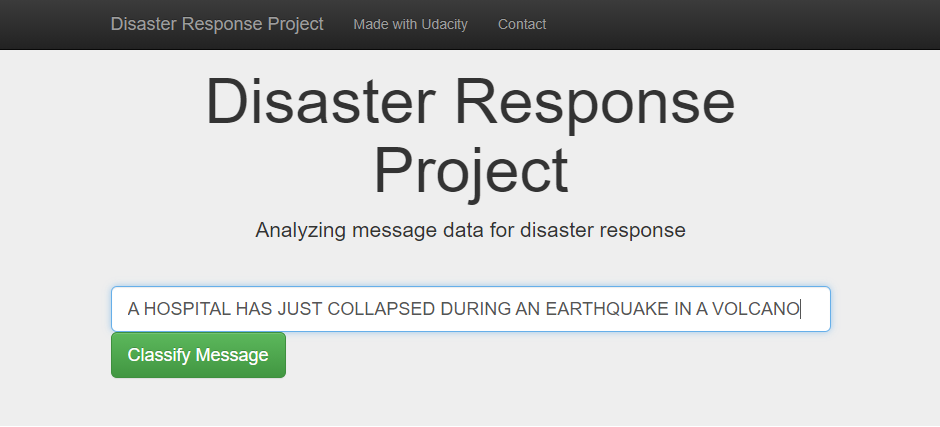 Disaster Response Project Made with Udacity Contact
Disaster Response
Project
Analyzing message data for disaster response
A HOSPITAL HAS JUST COLLAPSED DURING AN EARTHQUAKE IN A VOLCANO
Classify Message